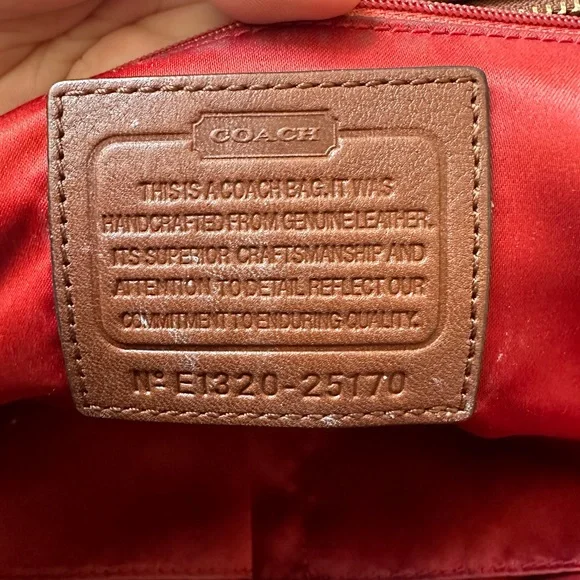 COACH
THIS IS A COACH BAG. IT WAS
HANDCRAFTED FROM GENUINE LEATHER.
ITS SUPERIOR CRAFTSMANSHIP AND
ATTENTION TO DETAIL REFLECT OUR
COMMITMENT TO ENDURING QUALITY.
Nº E1320-25170